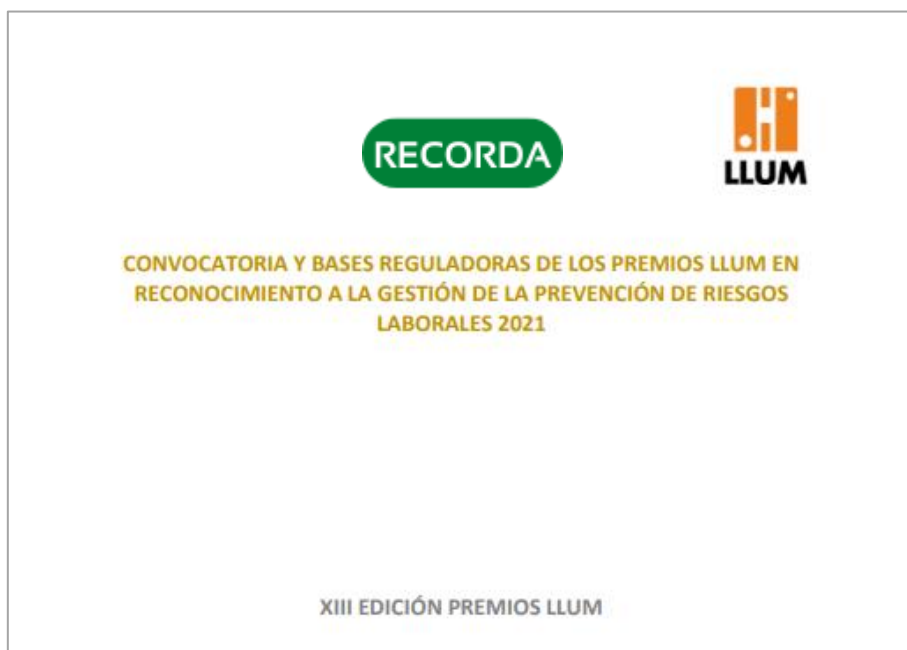 RECORDA
LLUM
CONVOCATORIA Y BASES REGULADORAS DE LOS PREMIOS LLUM EN
RECONOCIMIENTO A LA GESTIÓN DE LA PREVENCIÓN DE RIESGOS
LABORALES 2021
XIII EDICIÓN PREMIOS LLUM